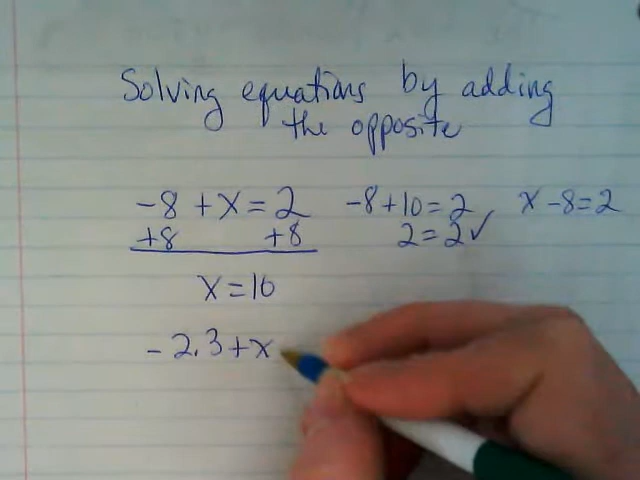 Solving equations by adding
the opposite
-8 + x = 2 -8+10=2 x -8=2
+8 +8 2=2✓
x = 10
-2.3+x